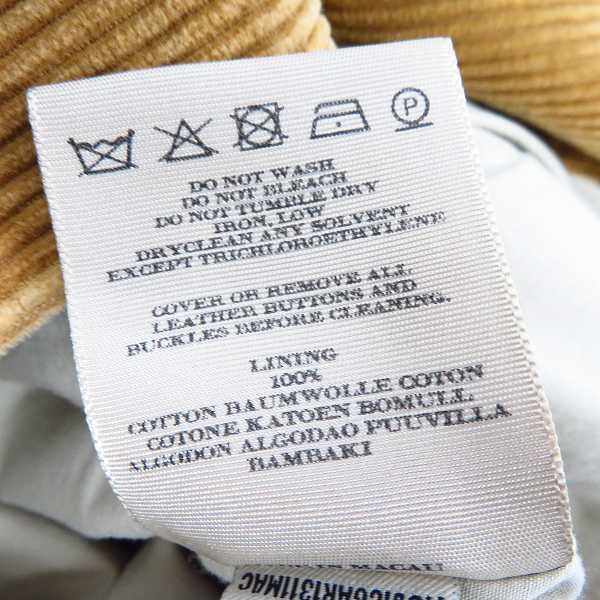 P
DO NOT WASH
DO NOT BLEACH
DO NOT TUMBLE DRY
IRON, LOW
DRYCLEAN ANY SOLVENT
EXCEPT TRICHLOROETHYLENE
COVER OR REMOVE ALL
LEATHER BUTTONS AND
BUCKLES BEFORE CLEANING.
LINING
100%
COTTON BAUMWOLLE COTON
COTONE KATOEN BOMULL
ALGODON ALGODAO PUUVILLA
BAMBAKI
IN MACAU